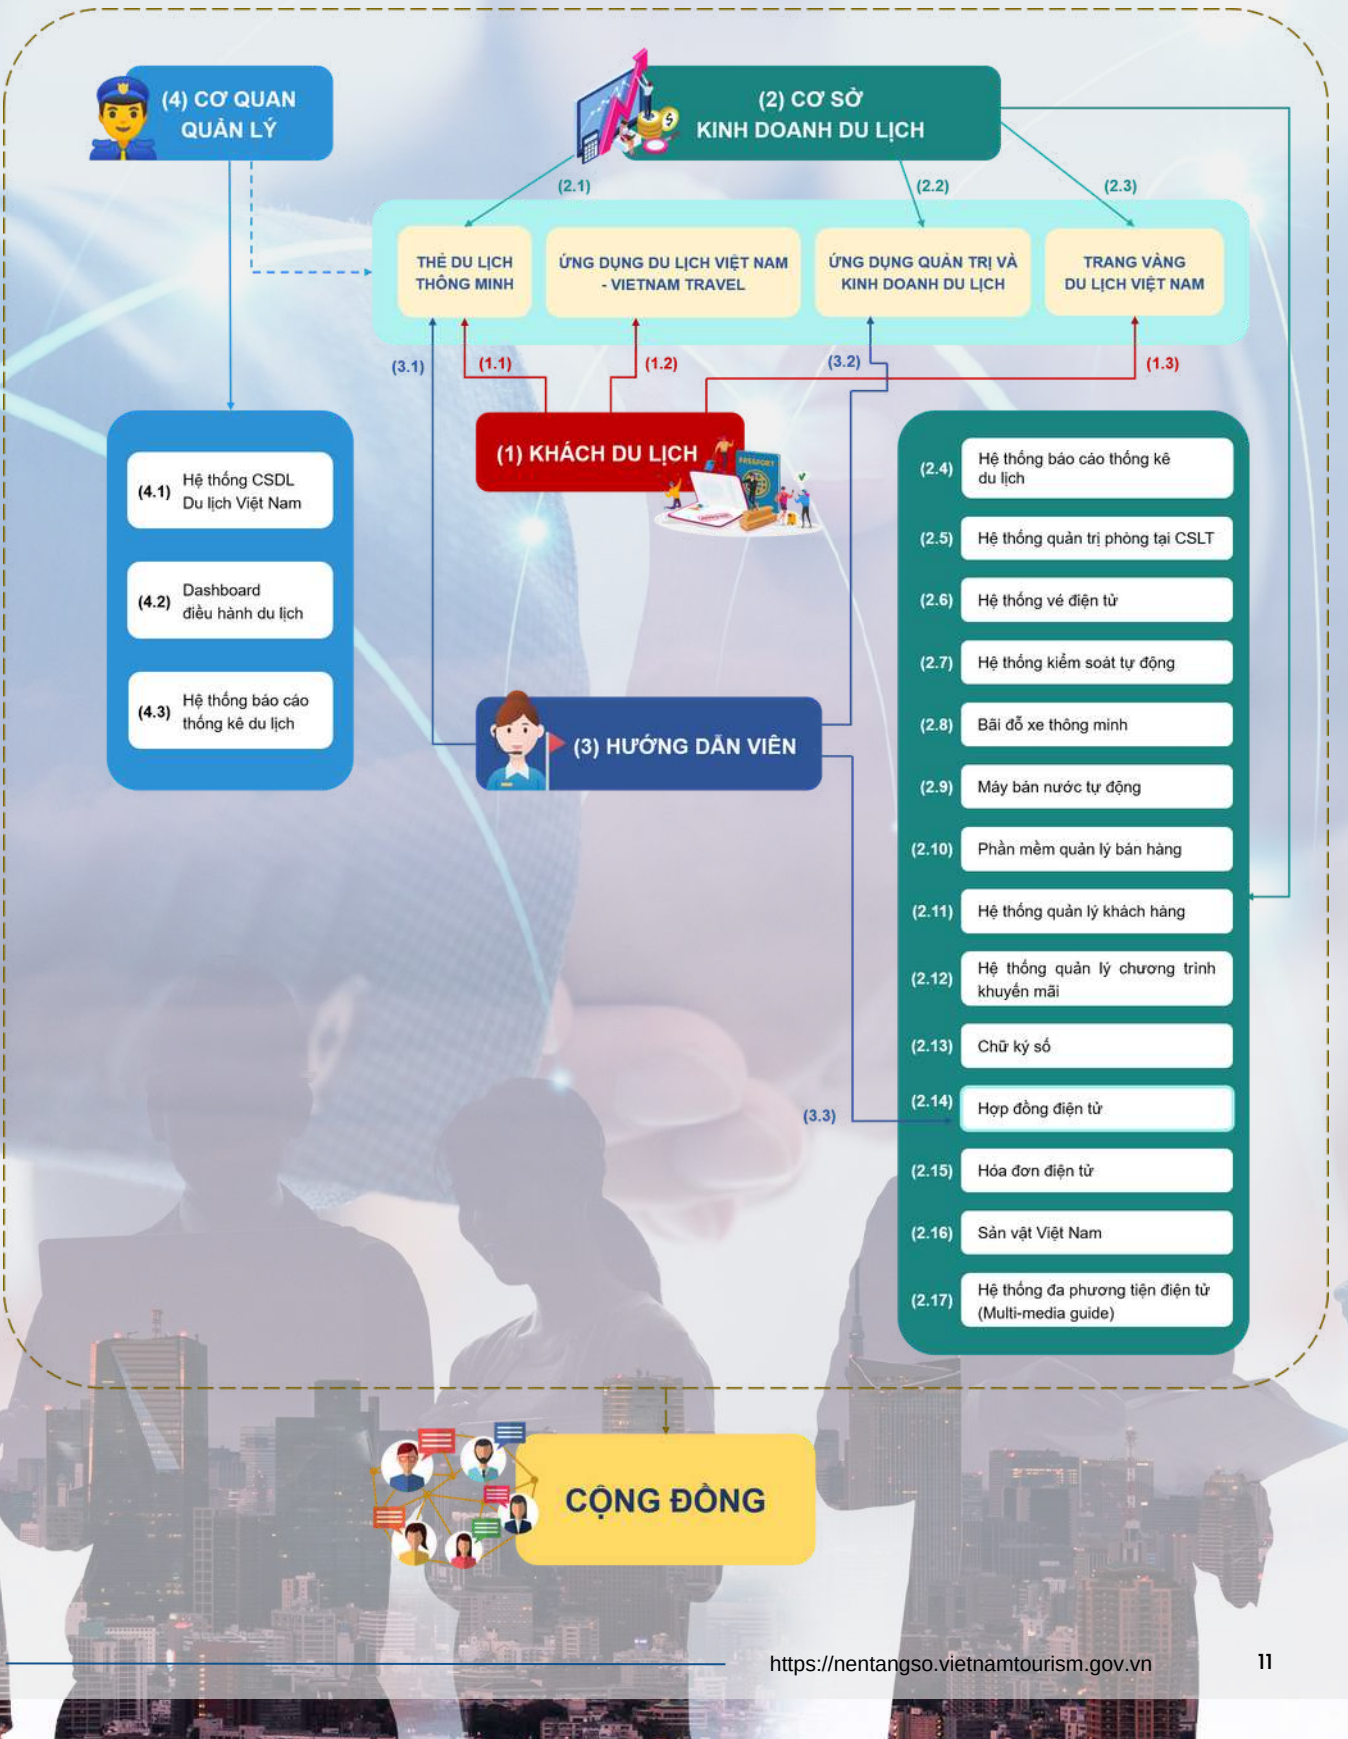 (4) CƠ QUAN
QUẢN LÝ
(2) CƠ SỞ
KINH DOANH DU LỊCH
(2.1)
(2.2)
(2.3)
THẺ DU LỊCH
THÔNG MINH
ỨNG DỤNG DU LỊCH VIỆT NAM
- VIETNAM TRAVEL
ỨNG DỤNG QUẢN TRỊ VÀ
KINH DOANH DU LỊCH
TRANG VÀNG
DU LỊCH VIỆT NAM
(3.1)
(1.1)
(1.2)
(3.2)
(1.3)
(1) KHÁCH DU LỊCH
PASSPORT
(4.1)
Hệ thống CSDL
Du lịch Việt Nam
(4.2)
Dashboard
điều hành du lịch
(4.3)
Hệ thống báo cáo
thống kê du lịch
(3) HƯỚNG DẪN VIÊN
(3.3)
(2.4)
Hệ thống báo cáo thống kê
du lịch
(2.5)
Hệ thống quản trị phòng tại CSLT
(2.6)
Hệ thống vé điện tử
(2.7)
Hệ thống kiểm soát tự động
(2.8)
Bãi đỗ xe thông minh
(2.9)
Máy bán nước tự động
(2.10)
Phần mềm quản lý bán hàng
(2.11)
Hệ thống quản lý khách hàng
(2.12)
Hệ thống quản lý chương trình
khuyến mãi
(2.13)
Chữ ký số
(2.14)
Hợp đồng điện tử
(2.15)
Hóa đơn điện tử
(2.16)
Sản vật Việt Nam
(2.17)
Hệ thống đa phương tiện điện tử
(Multi-media guide)
CỘNG ĐỒNG
https://nentangso.vietnamtourism.gov.vn
11